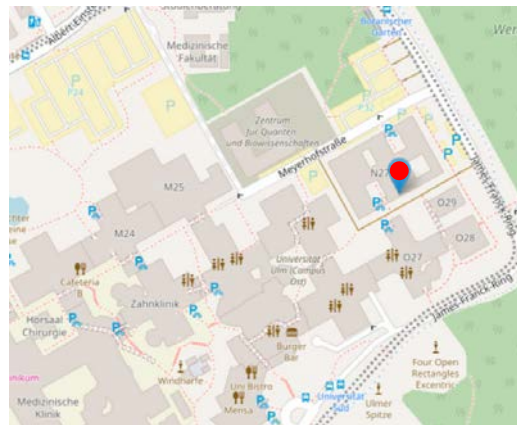 Albert-Einst
P24
Medizinische
Fakultät
Botanischer
Garten
P32
Zentrum
für Quanten
und Biowissenschaften
Meyerhofstraße
N27
James-Franck-Ring
M25
O29
M24
O28
Universität
Ulm (Campus
Ost)
O27
Cafeteria
B
Zahnklinik
James-Franck-Ring
Hörsaal
Chirurgie
Burger
Bar
Four Open
Rectangles
Excentric
Windharfe
Uni Bistro
Universität
Süd
Ulmer
Spitze
Mensa
Medizinische
Klinik